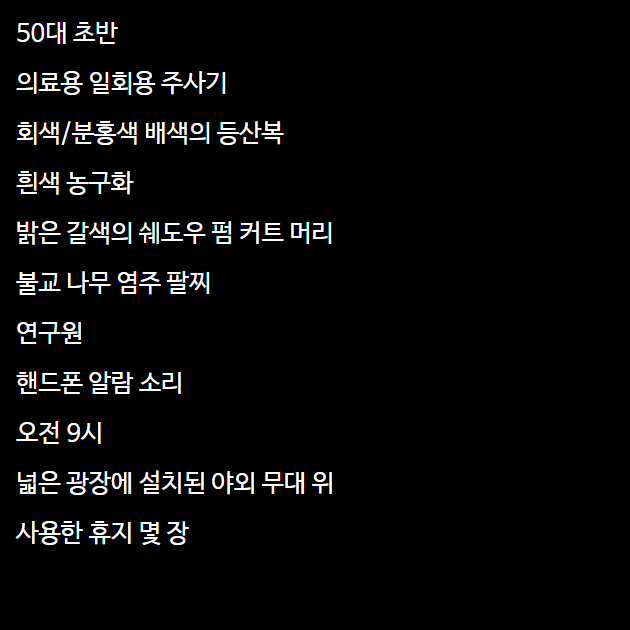 50대 초반
의료용 일회용 주사기
회색/분홍색 배색의 등산복
흰색 농구화
밝은 갈색의 쉐도우 펌 커트 머리
불교 나무 염주 팔찌
연구원
핸드폰 알람 소리
오전 9시
넓은 광장에 설치된 야외 무대 위
사용한 휴지 몇 장